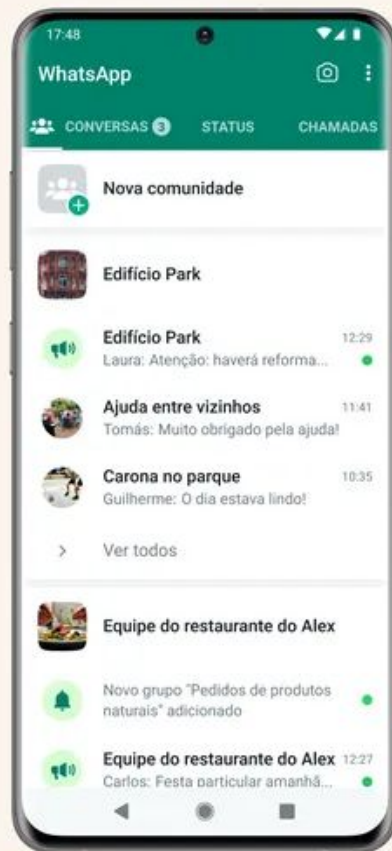 17:48
WhatsApp
CONVERSAS 3 STATUS CHAMADAS
Nova comunidade
Edifício Park
Edifício Park 12:29
Laura: Atenção: haverá reforma...
Ajuda entre vizinhos 11:41
Tomás: Muito obrigado pela ajuda!
Carona no parque 10:35
Guilherme: O dia estava lindo!
Ver todos
Equipe do restaurante do Alex
Novo grupo "Pedidos de produtos
naturais" adicionado
Equipe do restaurante do Alex 12:27
Carlos: Festa particular amanhã...